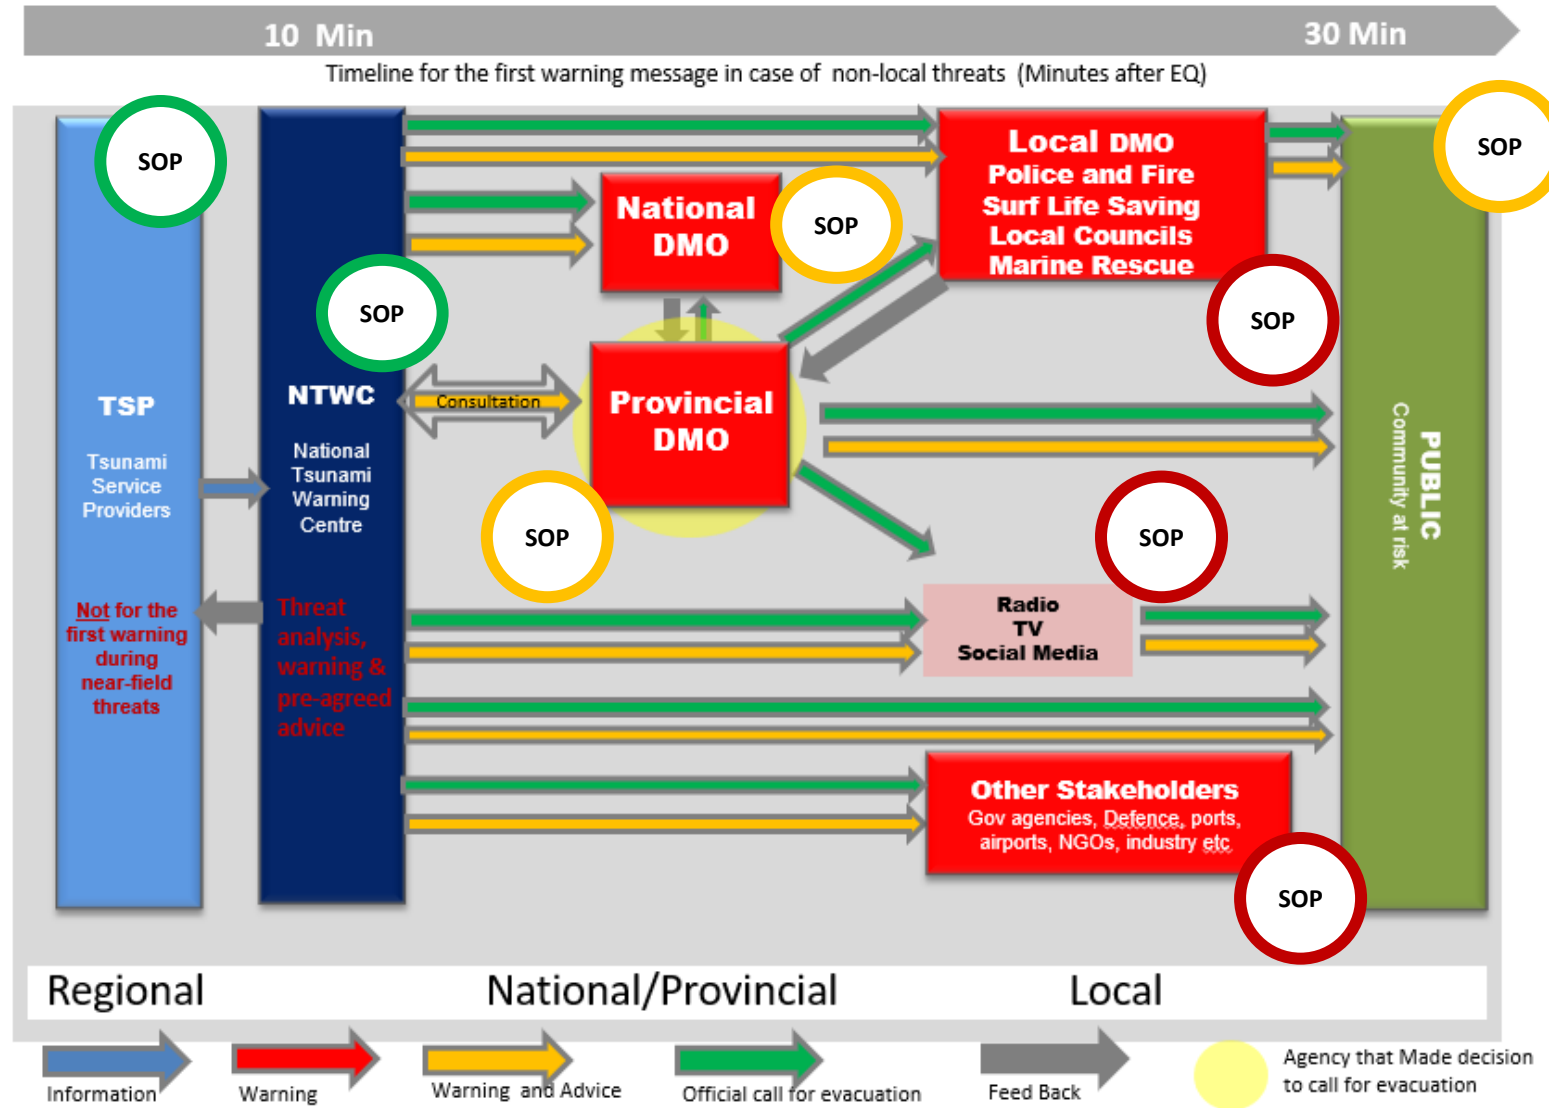 10 Min
30 Min
Timeline for the first warning message in case of non-local threats (Minutes after EQ)
SOP
TSP
Tsunami
Service
Providers
Not for the
first warning
during
near-field
threats
SOP
NTWC
National
Tsunami
Warning
Centre
Threat
analysis,
warning &
pre-agreed
advice
National
DMO
SOP
Consultation
Provincial
DMO
SOP
Local DMO
Police and Fire
Surf Life Saving
Local Councils
Marine Rescue
SOP
SOP
Radio
TV
Social Media
Other Stakeholders
Gov agencies, Defence, ports,
airports, NGOs, industry etc
SOP
SOP
PUBLIC
Community at risk
Regional
National/Provincial
Local
Information
Warning
Warning and Advice
Official call for evacuation
Feed Back
Agency that Made decision
to call for evacuation